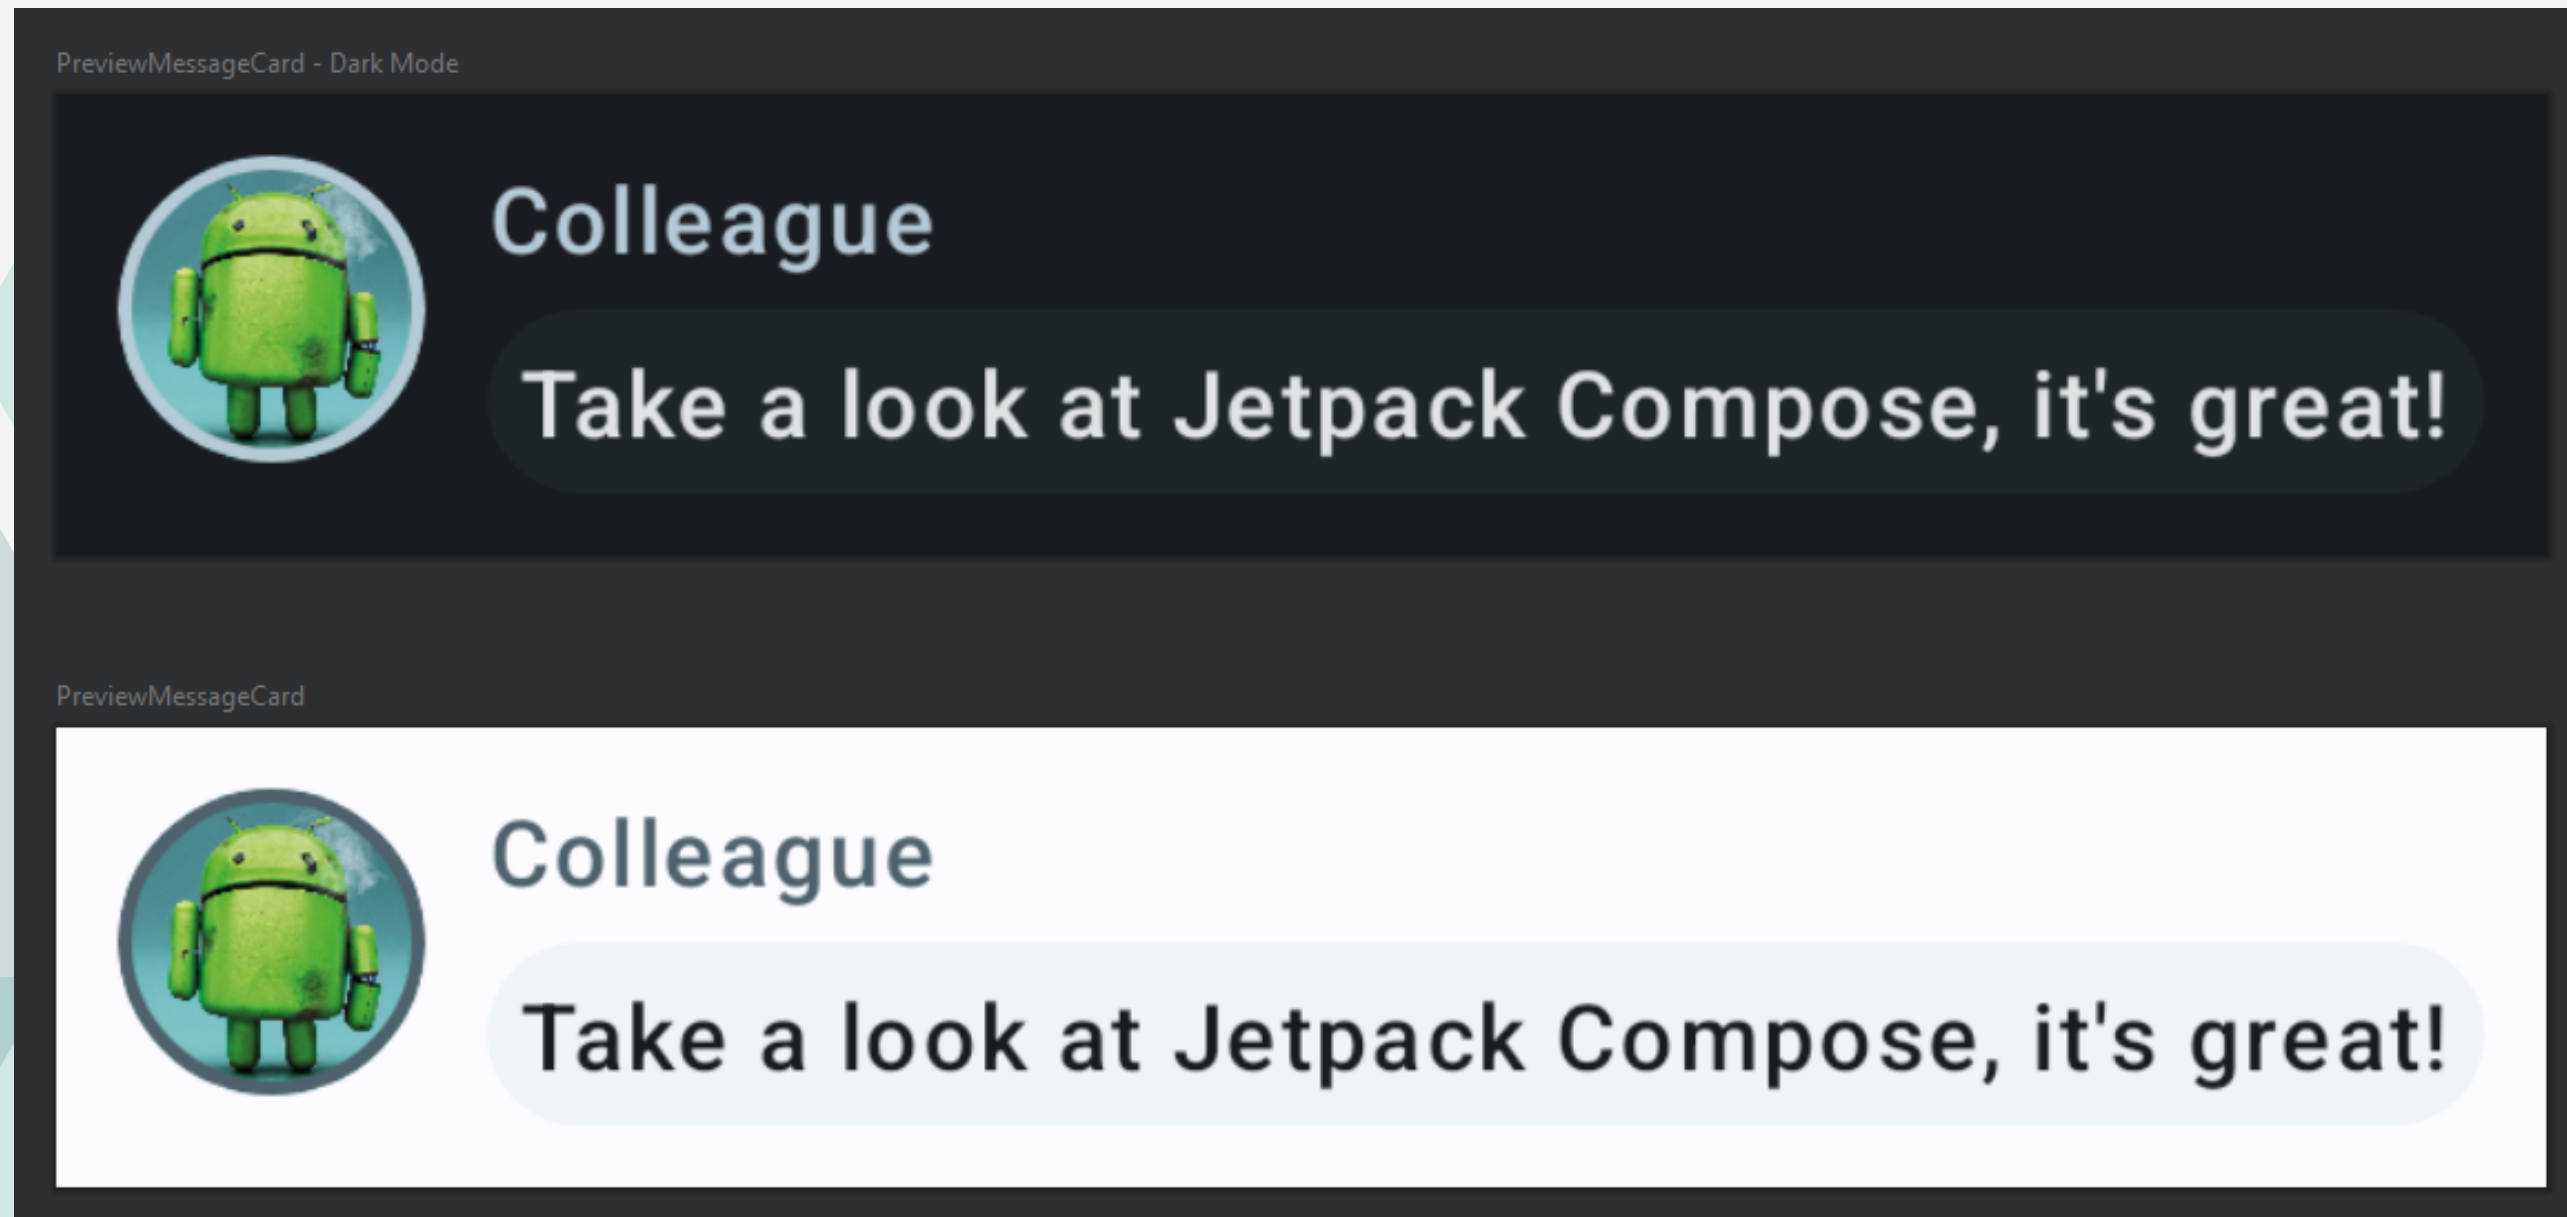 PreviewMessageCard - Dark Mode
Colleague
Take a look at Jetpack Compose, it's great!
PreviewMessageCard
Colleague
Take a look at Jetpack Compose, it's great!